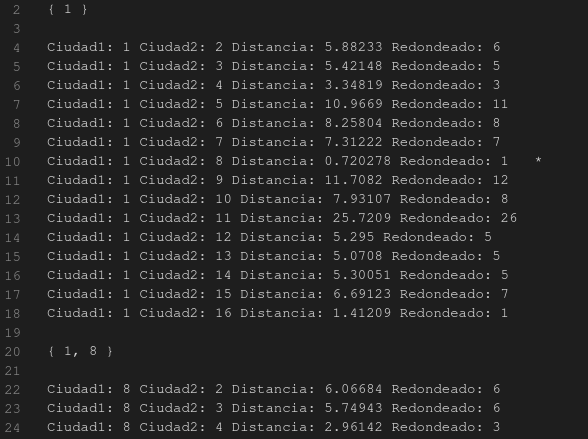 2 { 1 }
3
4 Ciudad1: 1 Ciudad2: 2 Distancia: 5.88233 Redondeado: 6
5 Ciudad1: 1 Ciudad2: 3 Distancia: 5.42148 Redondeado: 5
6 Ciudad1: 1 Ciudad2: 4 Distancia: 3.34819 Redondeado: 3
7 Ciudad1: 1 Ciudad2: 5 Distancia: 10.9669 Redondeado: 11
8 Ciudad1: 1 Ciudad2: 6 Distancia: 8.25804 Redondeado: 8
9 Ciudad1: 1 Ciudad2: 7 Distancia: 7.31222 Redondeado: 7
10 Ciudad1: 1 Ciudad2: 8 Distancia: 0.720278 Redondeado: 1 *
11 Ciudad1: 1 Ciudad2: 9 Distancia: 11.7082 Redondeado: 12
12 Ciudad1: 1 Ciudad2: 10 Distancia: 7.93107 Redondeado: 8
13 Ciudad1: 1 Ciudad2: 11 Distancia: 25.7209 Redondeado: 26
14 Ciudad1: 1 Ciudad2: 12 Distancia: 5.295 Redondeado: 5
15 Ciudad1: 1 Ciudad2: 13 Distancia: 5.0708 Redondeado: 5
16 Ciudad1: 1 Ciudad2: 14 Distancia: 5.30051 Redondeado: 5
17 Ciudad1: 1 Ciudad2: 15 Distancia: 6.69123 Redondeado: 7
18 Ciudad1: 1 Ciudad2: 16 Distancia: 1.41209 Redondeado: 1
19
20 { 1, 8 }
21
22 Ciudad1: 8 Ciudad2: 2 Distancia: 6.06684 Redondeado: 6
23 Ciudad1: 8 Ciudad2: 3 Distancia: 5.74943 Redondeado: 6
24 Ciudad1: 8 Ciudad2: 4 Distancia: 2.96142 Redondeado: 3